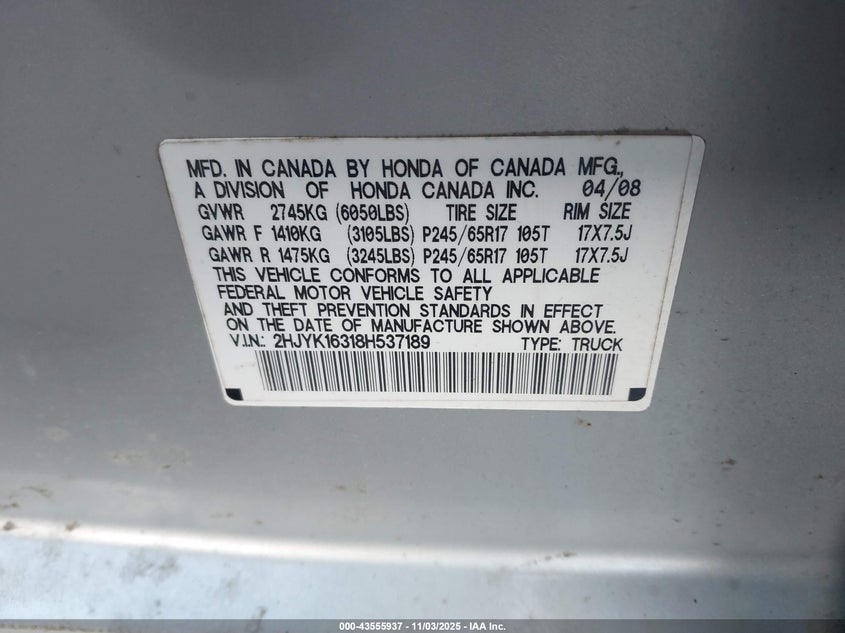 MFD. IN CANADA BY HONDA OF CANADA MFG.,
A DIVISION OF HONDA CANADA INC. 04/08
GVWR 2745KG (6050LBS) TIRE SIZE RIM SIZE
GAWR F 1410KG (3105LBS) P245/65R17 105T 17X7.5J
GAWR R 1475KG (3245LBS) P245/65R17 105T 17X7.5J
THIS VEHICLE CONFORMS TO ALL APPLICABLE
FEDERAL MOTOR VEHICLE SAFETY
AND THEFT PREVENTION STANDARDS IN EFFECT
ON THE DATE OF MANUFACTURE SHOWN ABOVE.
V.I.N.: 2HJYK16318H537189 TYPE: TRUCK
000-43555937 - 11/03/2025 - IAA Inc.